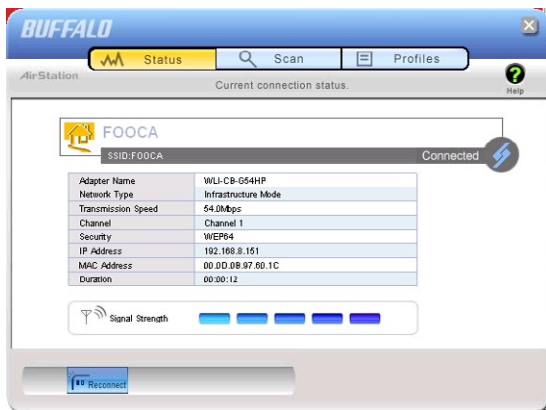 BUFFALO
Status Scan Profiles
AirStation
Current connection status.
Help
FOOCA
SSID:FOOCA Connected
Adapter Name WLI-CB-G54HP
Network Type Infrastructure Mode
Transmission Speed 54.0Mbps
Channel Channel 1
Security WEP64
IP Address 192.168.8.151
MAC Address 00.0D.0B.97.60.1C
Duration 00:00:12
Signal Strength
Reconnect